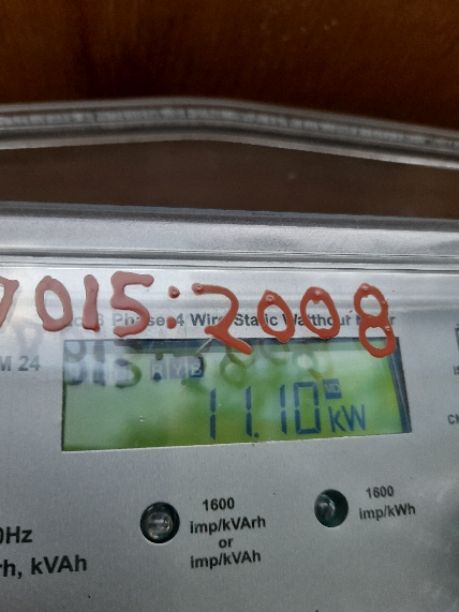 7015:2008
3 Phase 4 Wire Static Watthour Meter
M 24
R Y B
11.10 kW
1600
imp/kVArh
or
imp/kVAh
1600
imp/kWh
0Hz
rh, kVAh